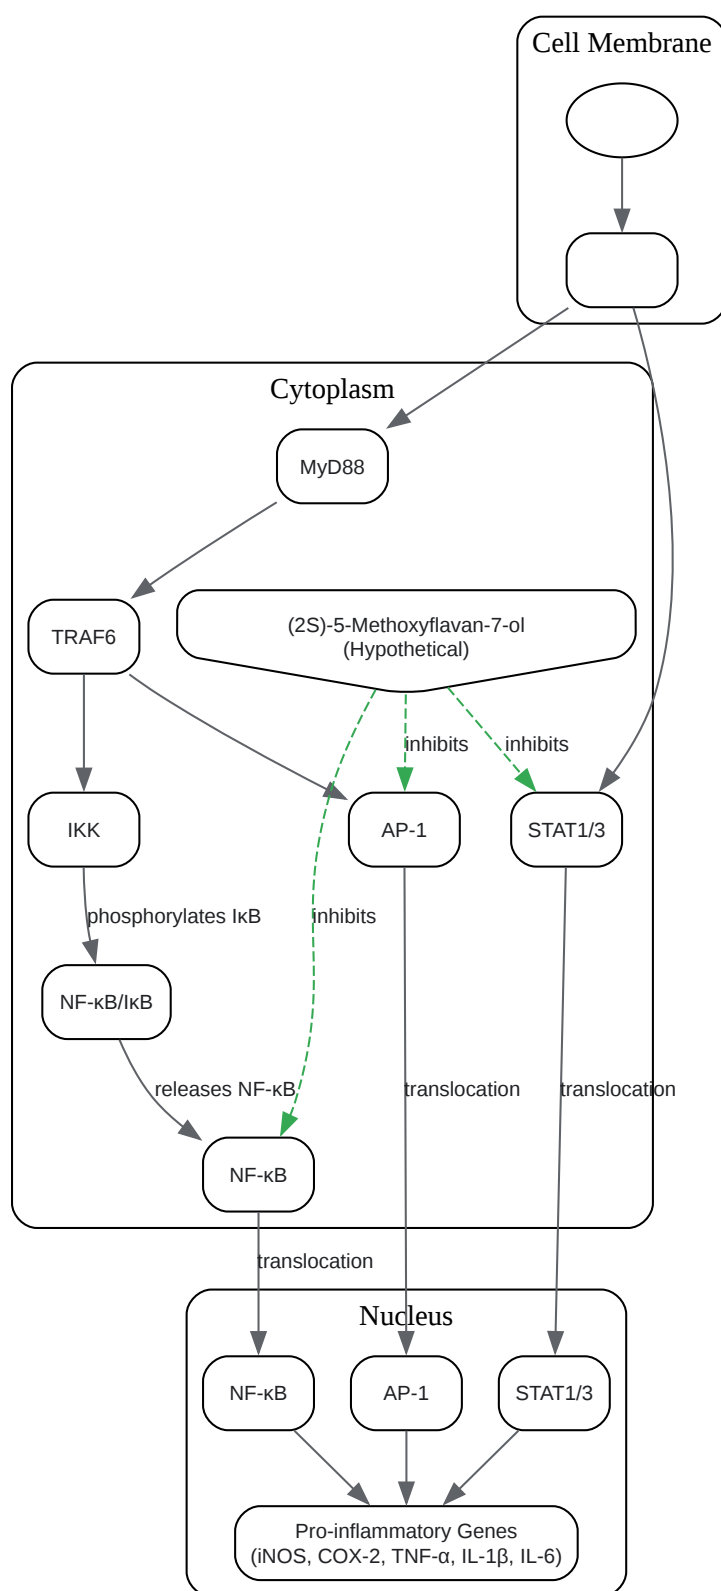 Cell Membrane
Cytoplasm
MyD88
TRAF6
(2S)-5-Methoxyflavan-7-ol
(Hypothetical)
inhibits
inhibits
IKK
AP-1
STAT1/3
phosphorylates IκB
inhibits
NF-κB/IκB
releases NF-κB
translocation
translocation
NF-κB
translocation
Nucleus
NF-κB
AP-1
STAT1/3
Pro-inflammatory Genes
(iNOS, COX-2, TNF-α, IL-1β, IL-6)